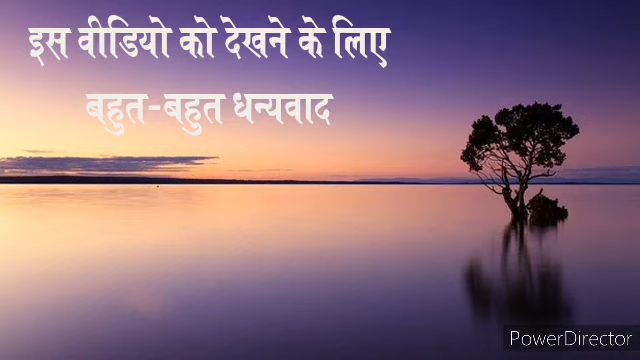 इस वीडियो को देखने के लिए
बहुत-बहुत धन्यवाद
PowerDirector